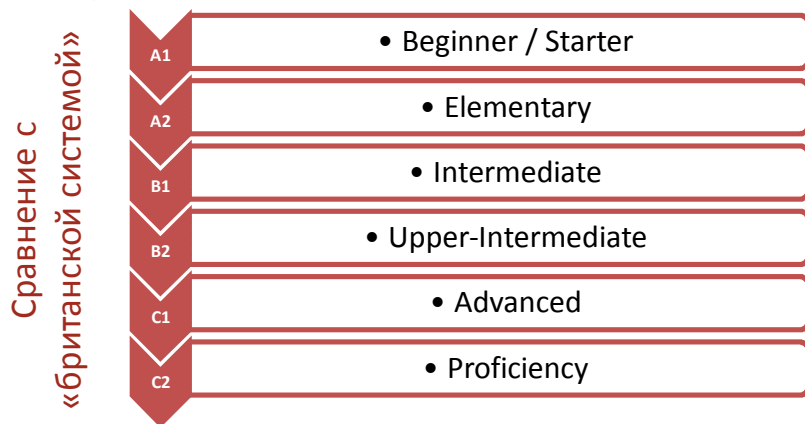 Сравнение с
«британской системой»
A1
• Beginner / Starter
A2
• Elementary
B1
• Intermediate
B2
• Upper-Intermediate
C1
• Advanced
C2
• Proficiency